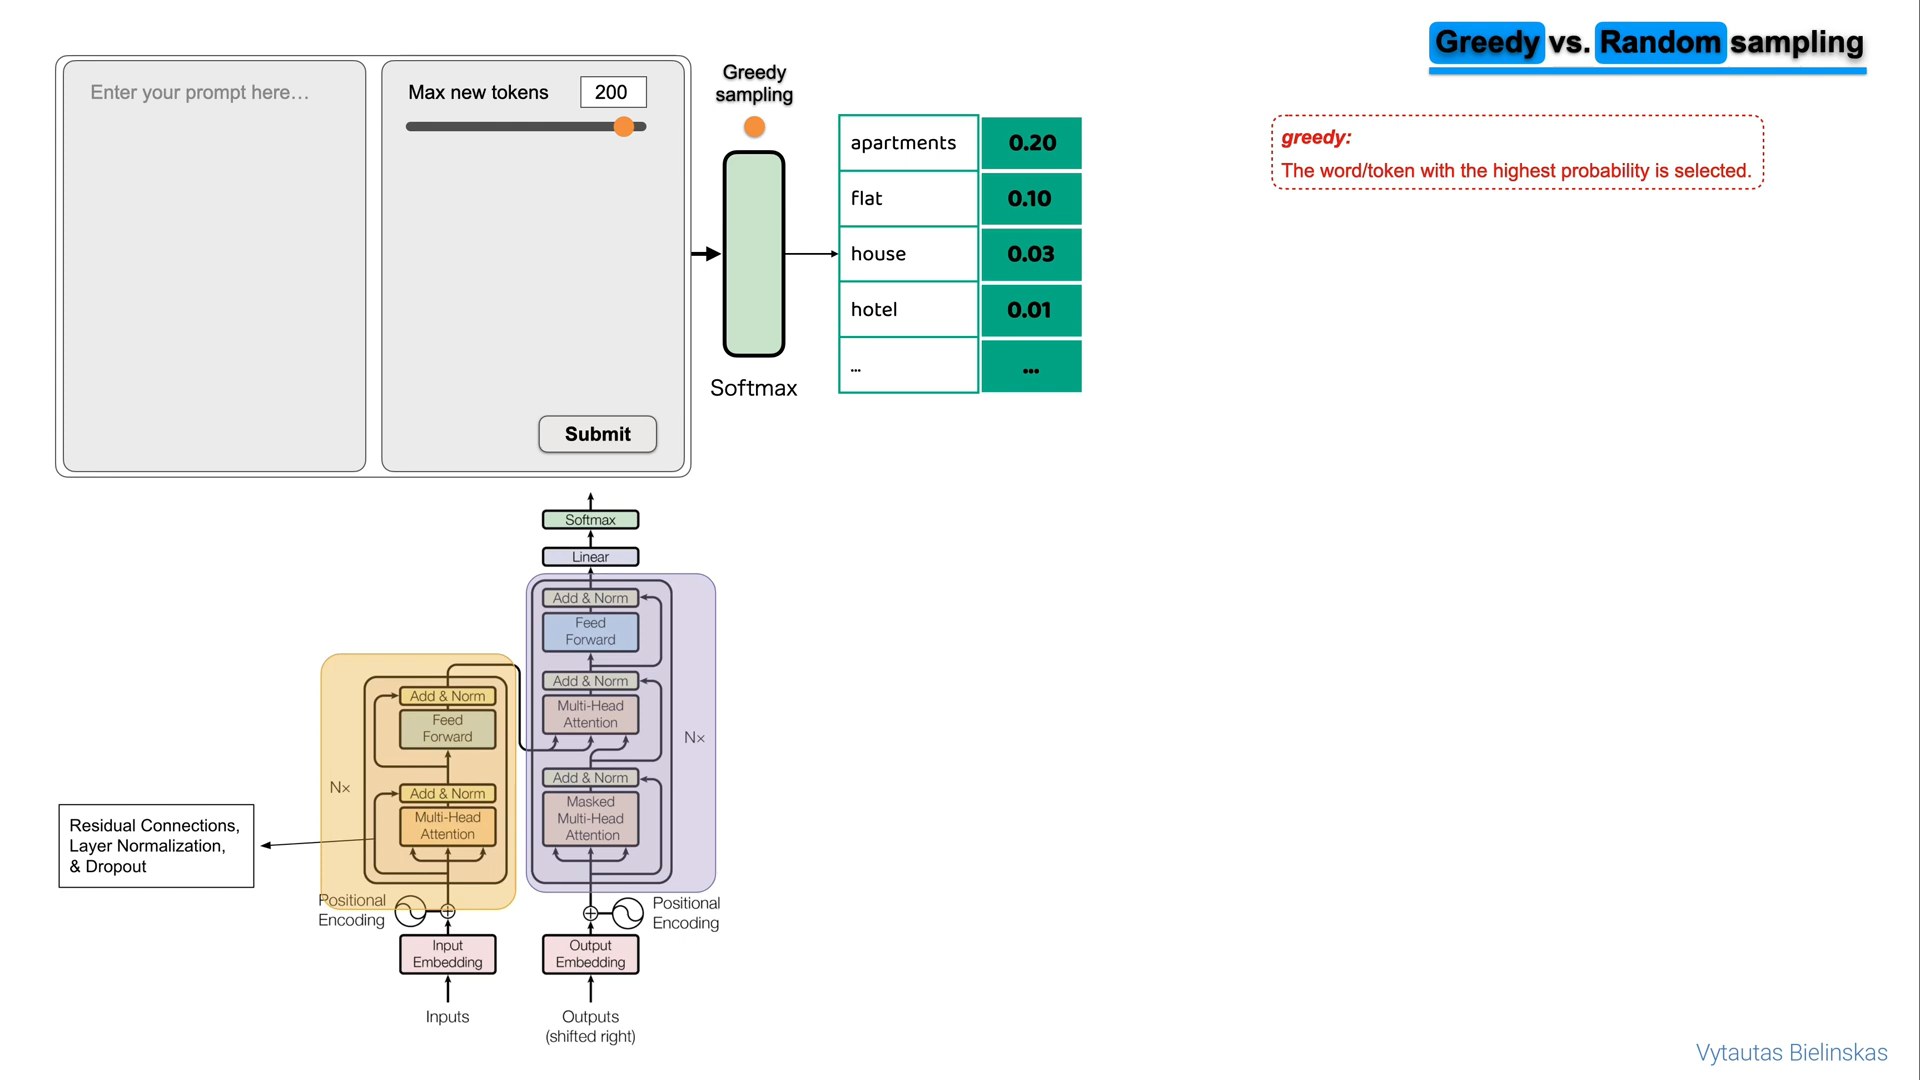 Greedy vs. Random sampling
Enter your prompt here...
Max new tokens 200
Submit
Greedy
sampling
Softmax
apartments 0.20
flat 0.10
house 0.03
hotel 0.01
... ...
greedy:
The word/token with the highest probability is selected.
Softmax
Linear
Add & Norm
Feed
Forward
Add & Norm
Multi-Head
Attention
Add & Norm
Masked
Multi-Head
Attention
N×
Positional
Encoding
Output
Embedding
Outputs
(shifted right)
Add & Norm
Feed
Forward
Add & Norm
Multi-Head
Attention
N×
Positional
Encoding
Input
Embedding
Inputs
Residual Connections,
Layer Normalization,
& Dropout
Vytautas Bielinskas